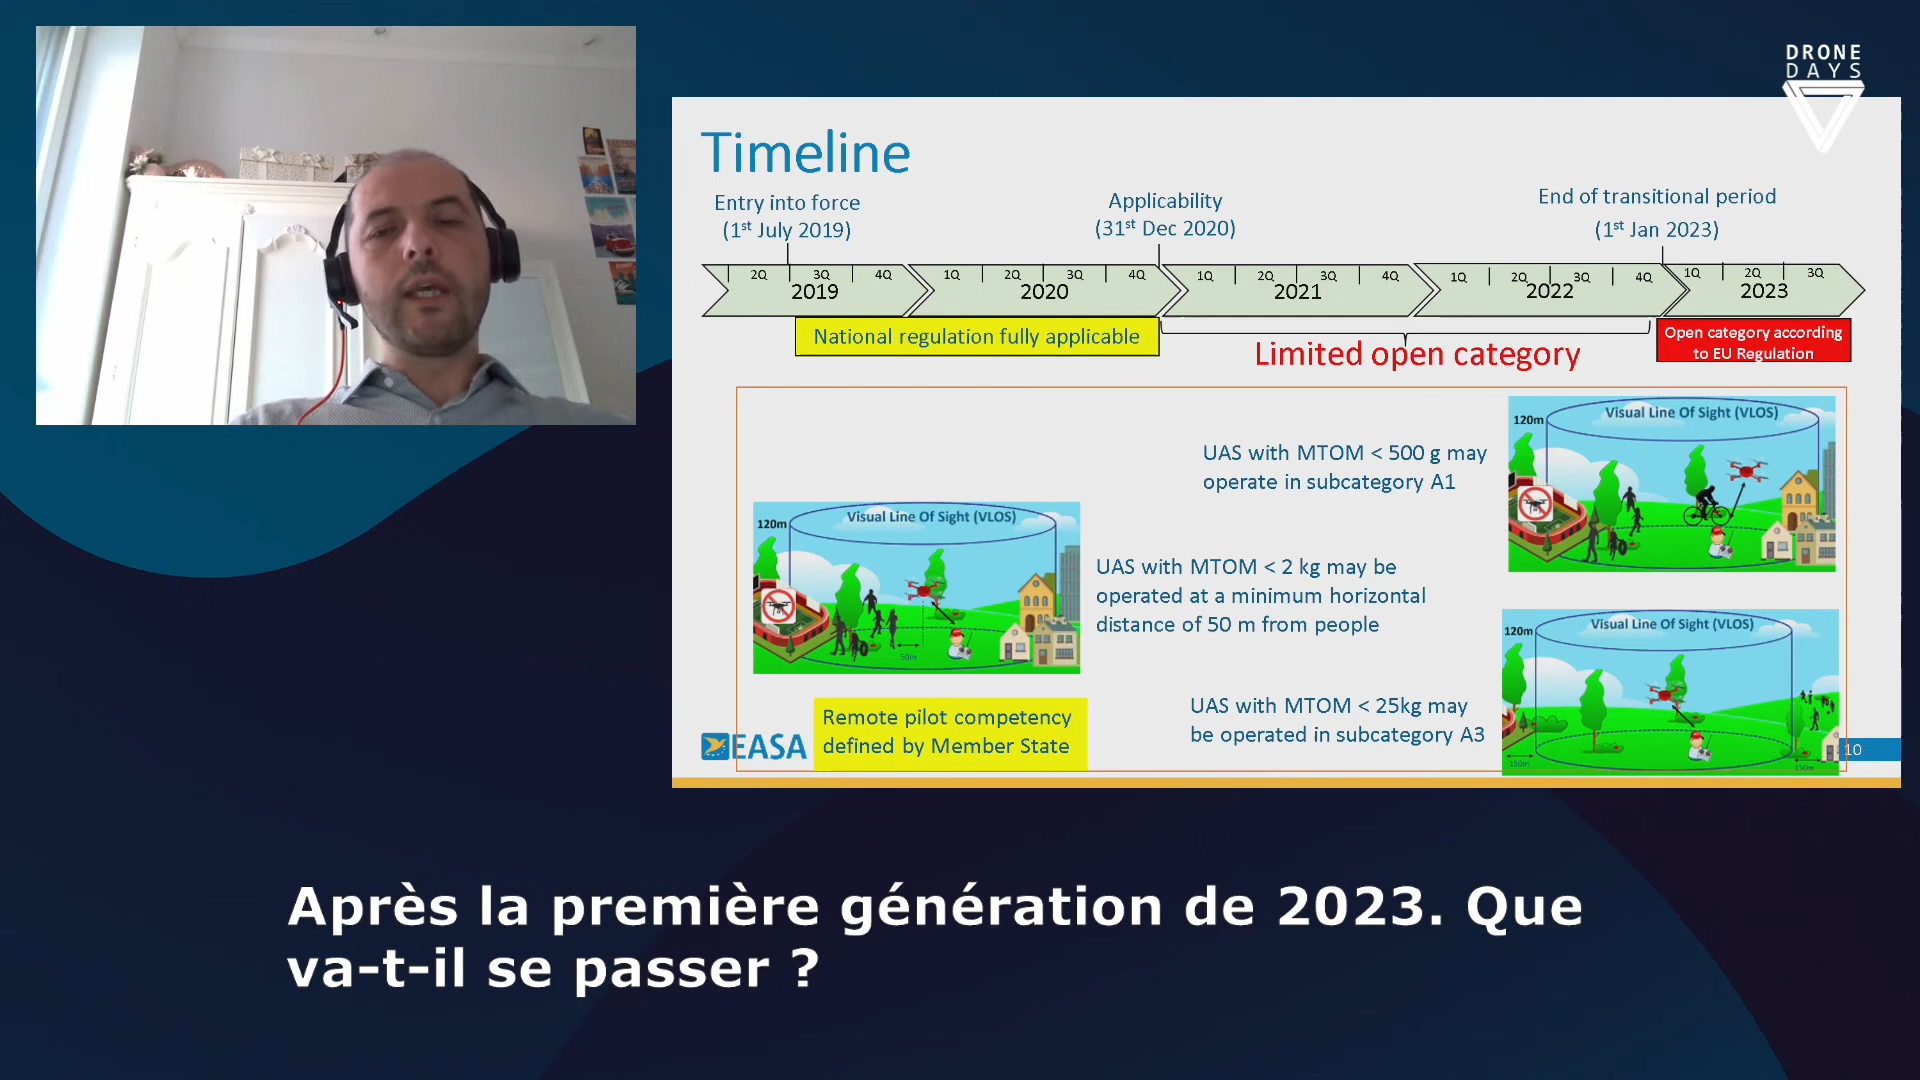 DRONE
DAYS
Timeline
Entry into force
(1st July 2019)
Applicability
(31st Dec 2020)
End of transitional period
(1st Jan 2023)
2Q 3Q 4Q 1Q 2Q 3Q 4Q 1Q 2Q 3Q 4Q 1Q 2Q 3Q 4Q 1Q 2Q 3Q
2019 2020 2021 2022 2023
National regulation fully applicable
Limited open category
Open category according
to EU Regulation
Visual Line Of Sight (VLOS)
120m
UAS with MTOM < 500 g may
operate in subcategory A1
Visual Line Of Sight (VLOS)
120m
50m
UAS with MTOM < 2 kg may be
operated at a minimum horizontal
distance of 50 m from people
Visual Line Of Sight (VLOS)
120m
150m
150m
UAS with MTOM < 25kg may
be operated in subcategory A3
Remote pilot competency
defined by Member State
EASA
10
Après la première génération de 2023. Que
va-t-il se passer ?